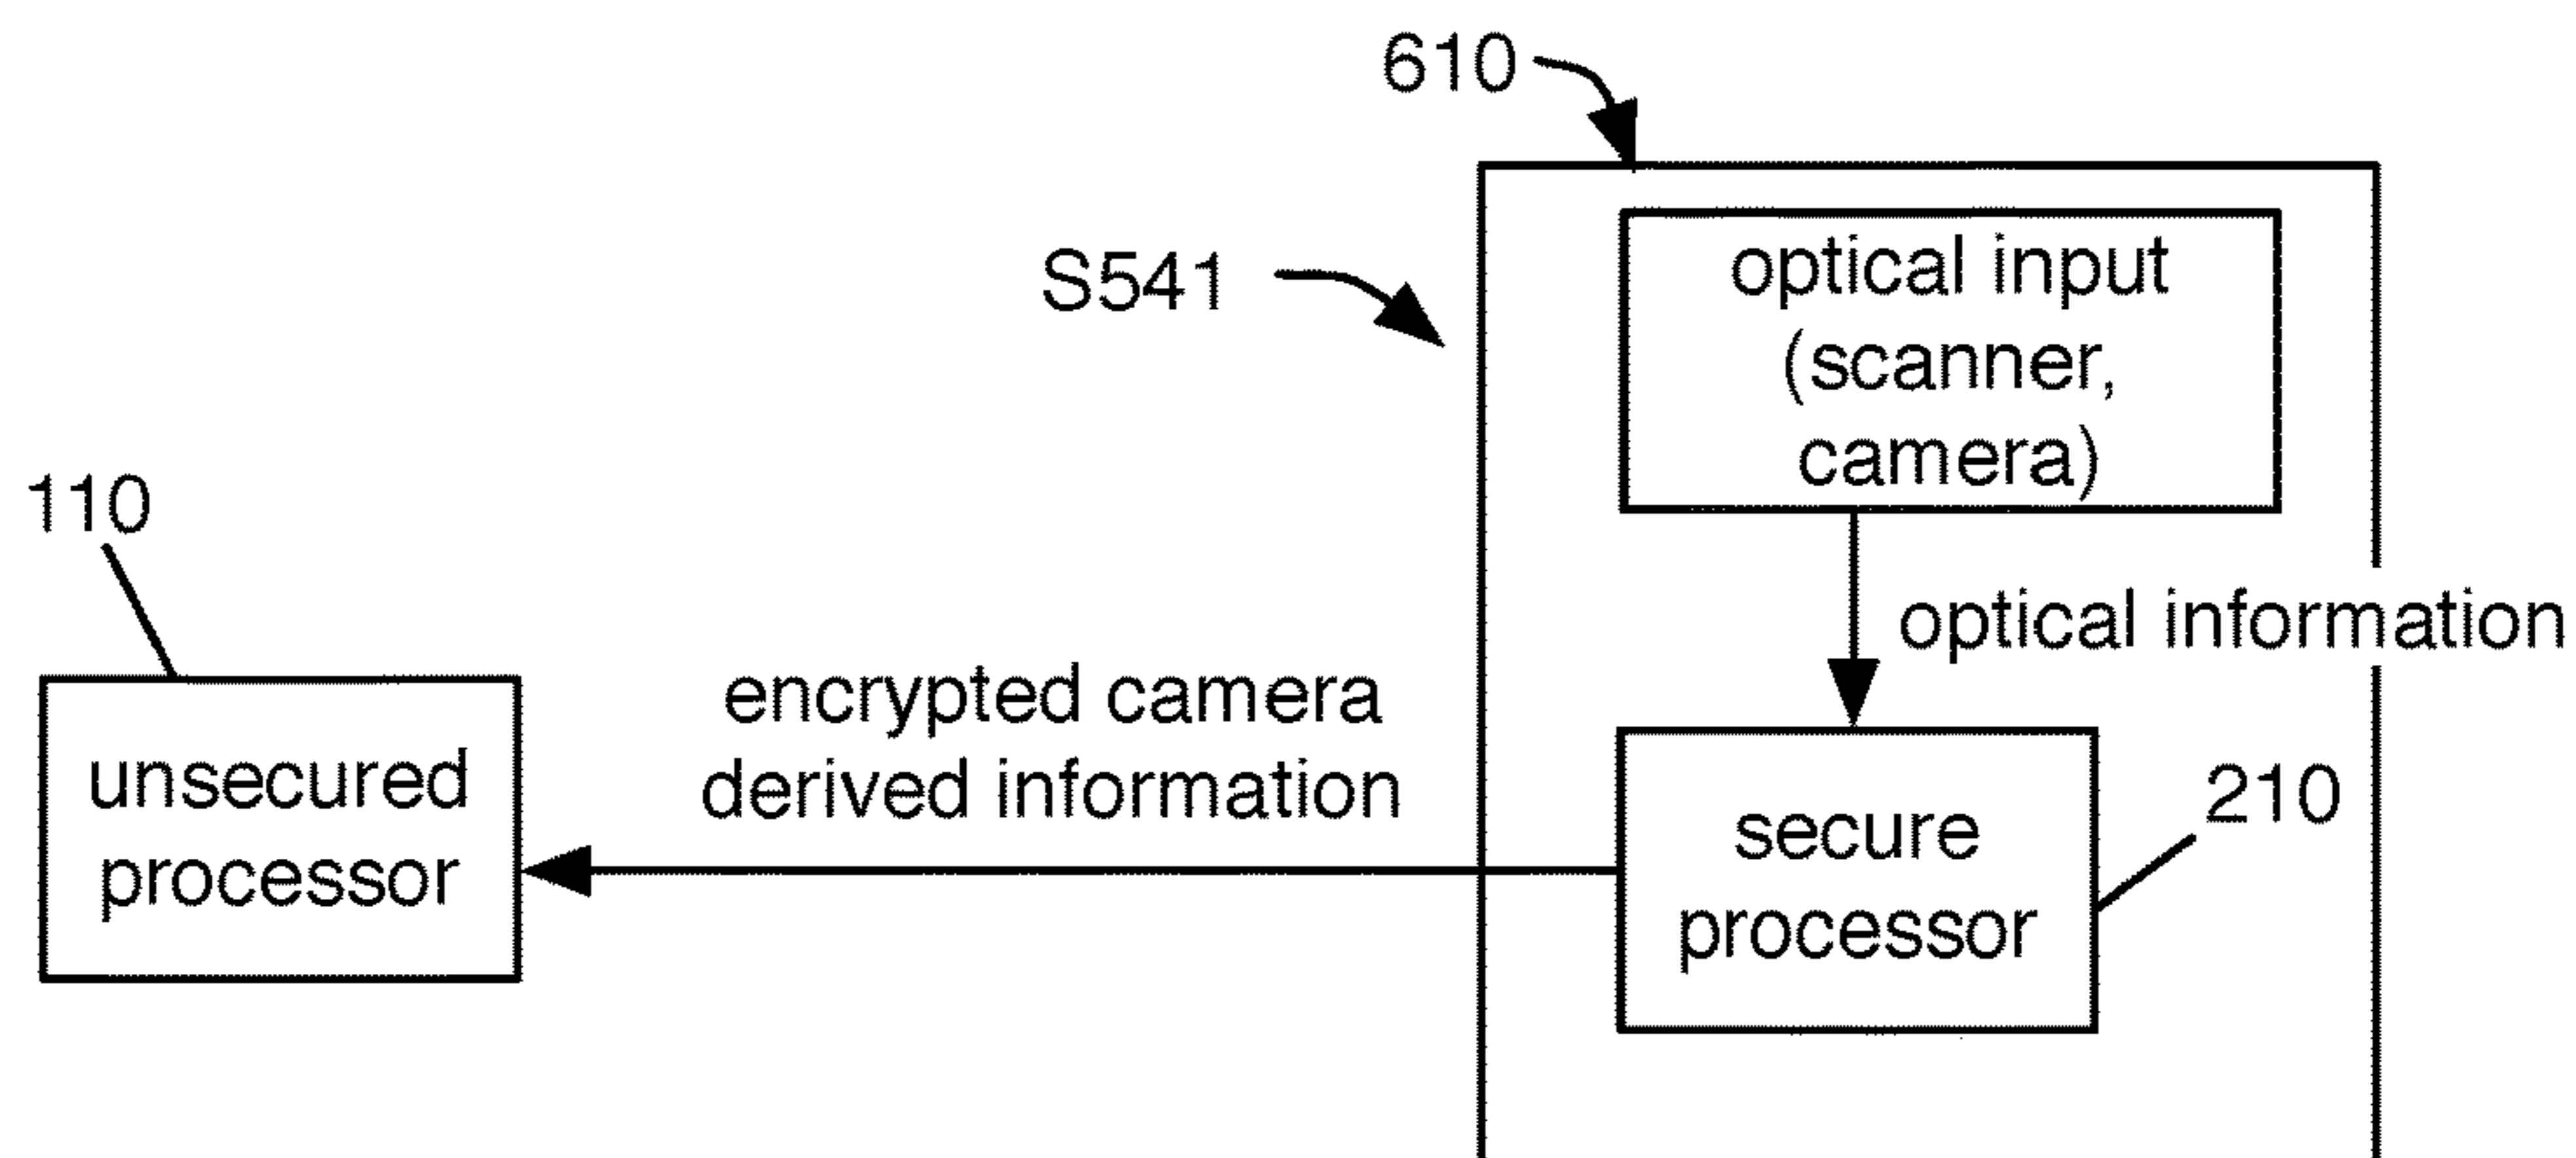 610
S541
optical input
(scanner,
camera)
110
optical information
encrypted camera
derived information
unsecured
processor
secure
processor
210